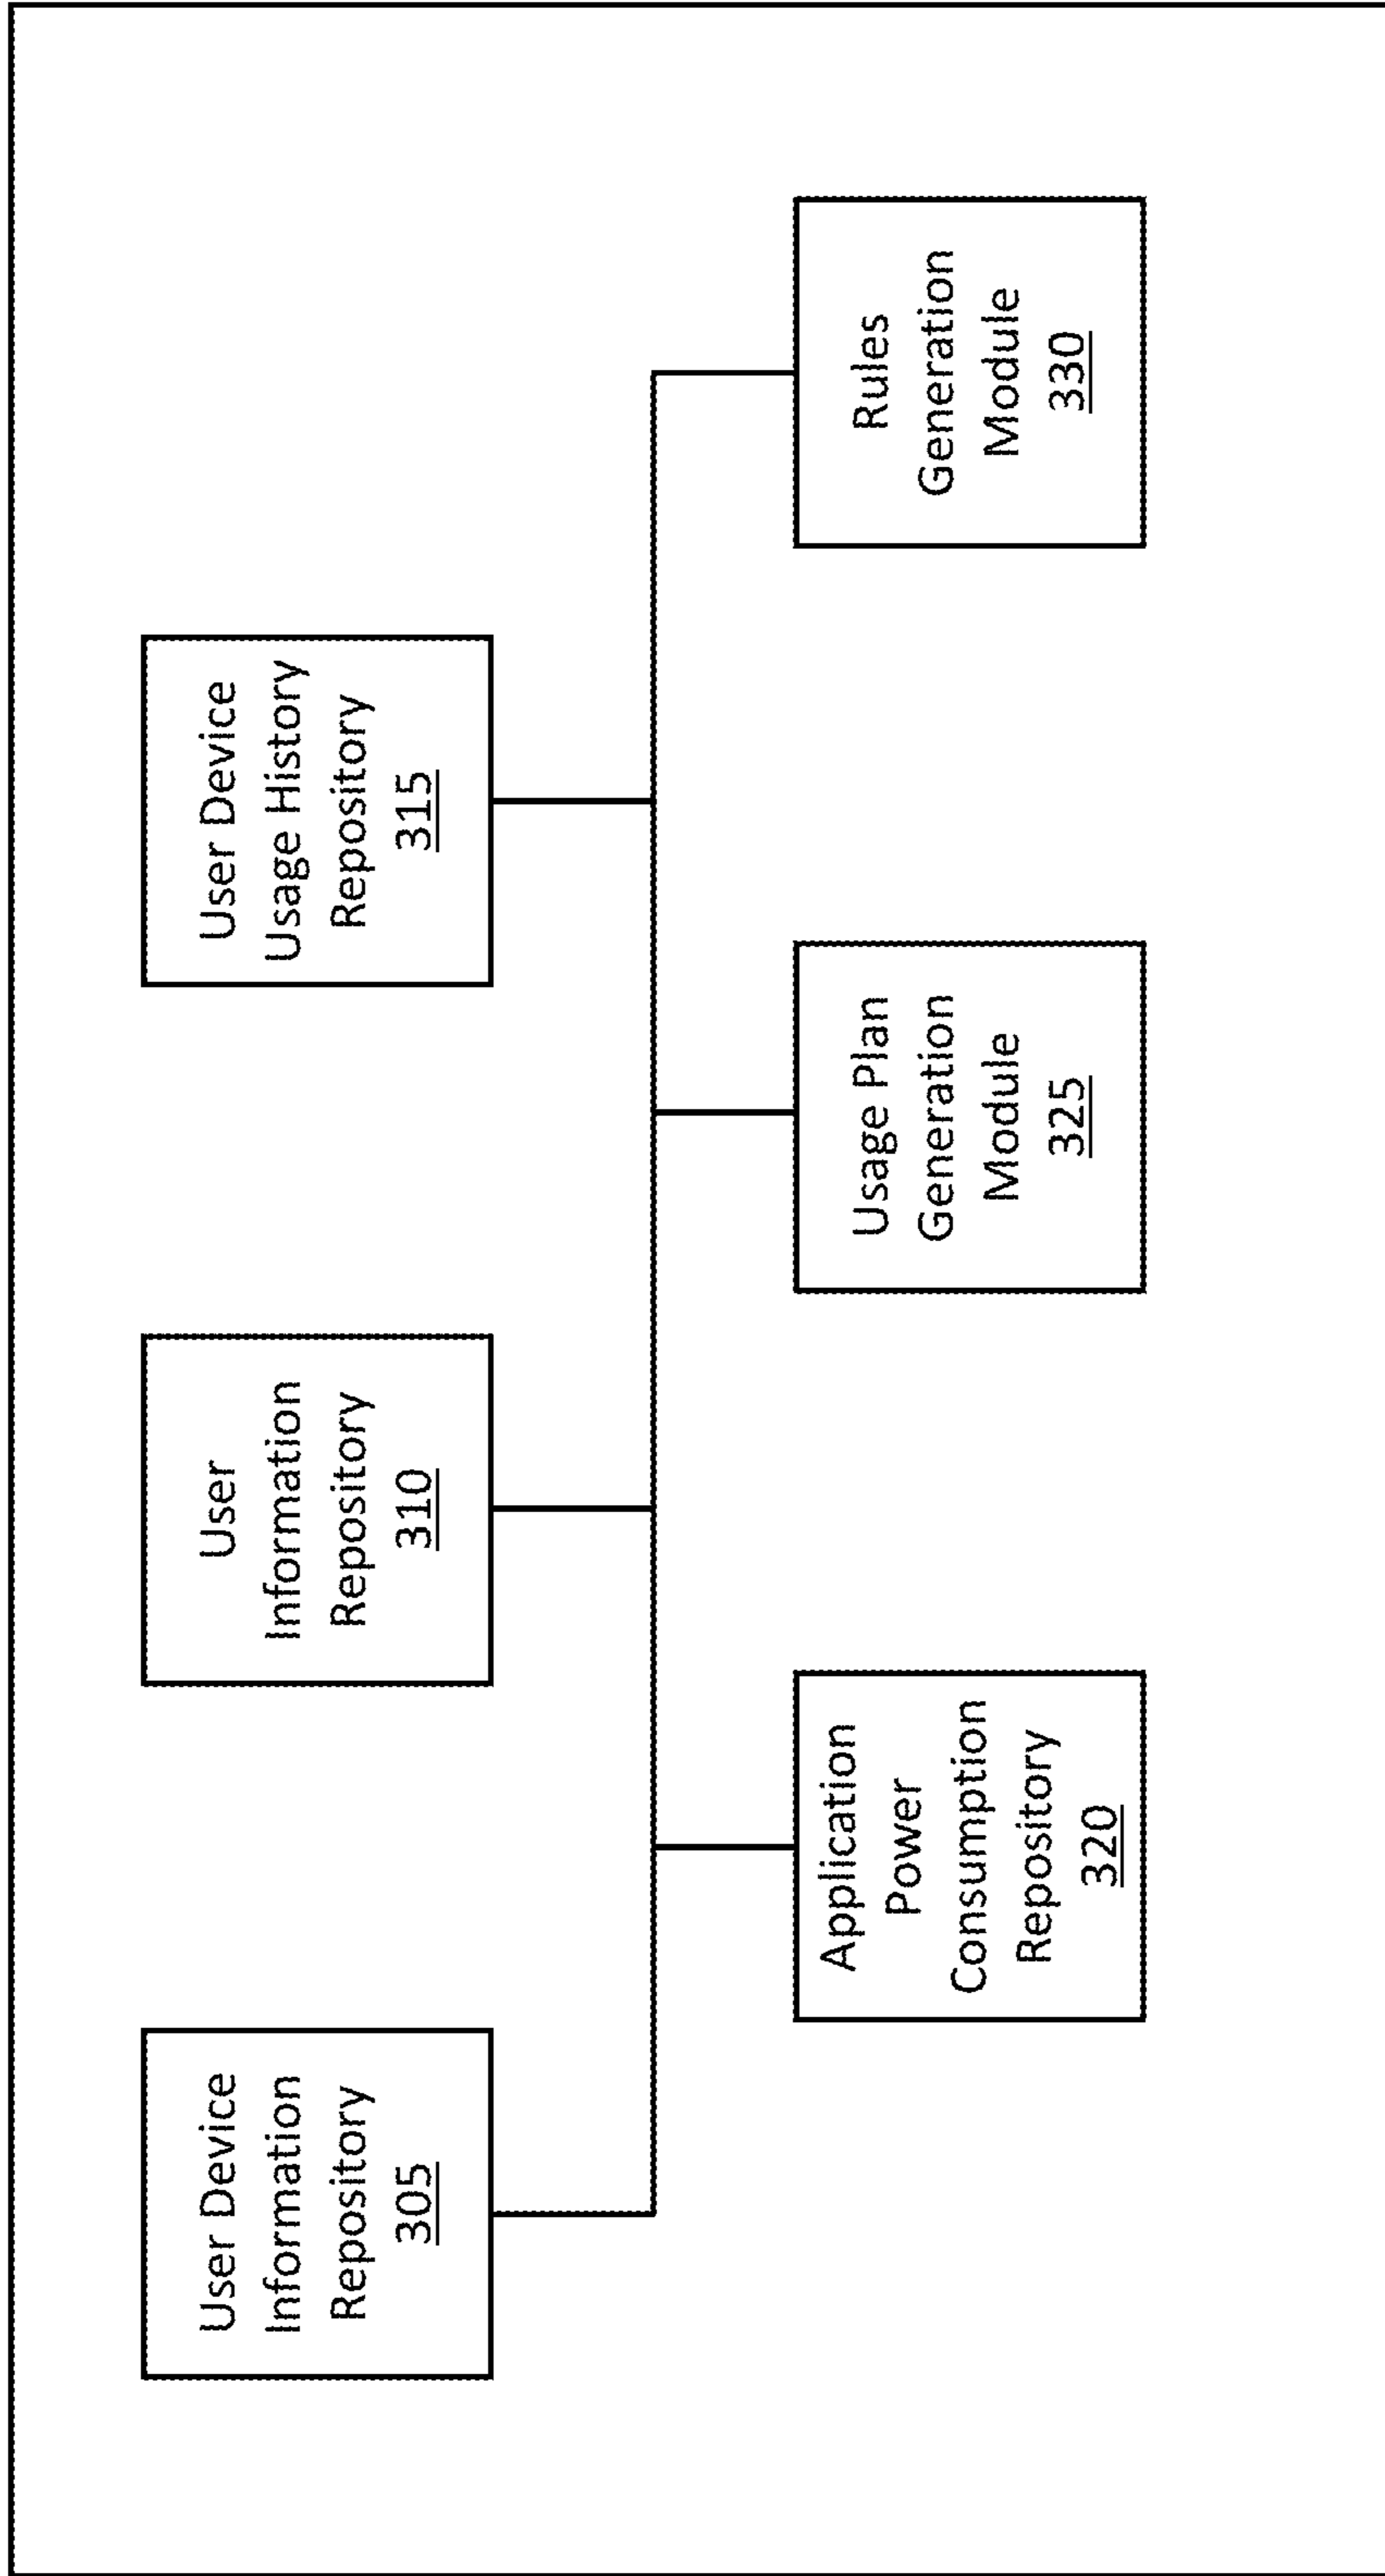 User Device
Information
Repository
305
User
Information
Repository
310
User Device
Usage History
Repository
315
Application
Power
Consumption
Repository
320
Usage Plan
Generation
Module
325
Rules
Generation
Module
330